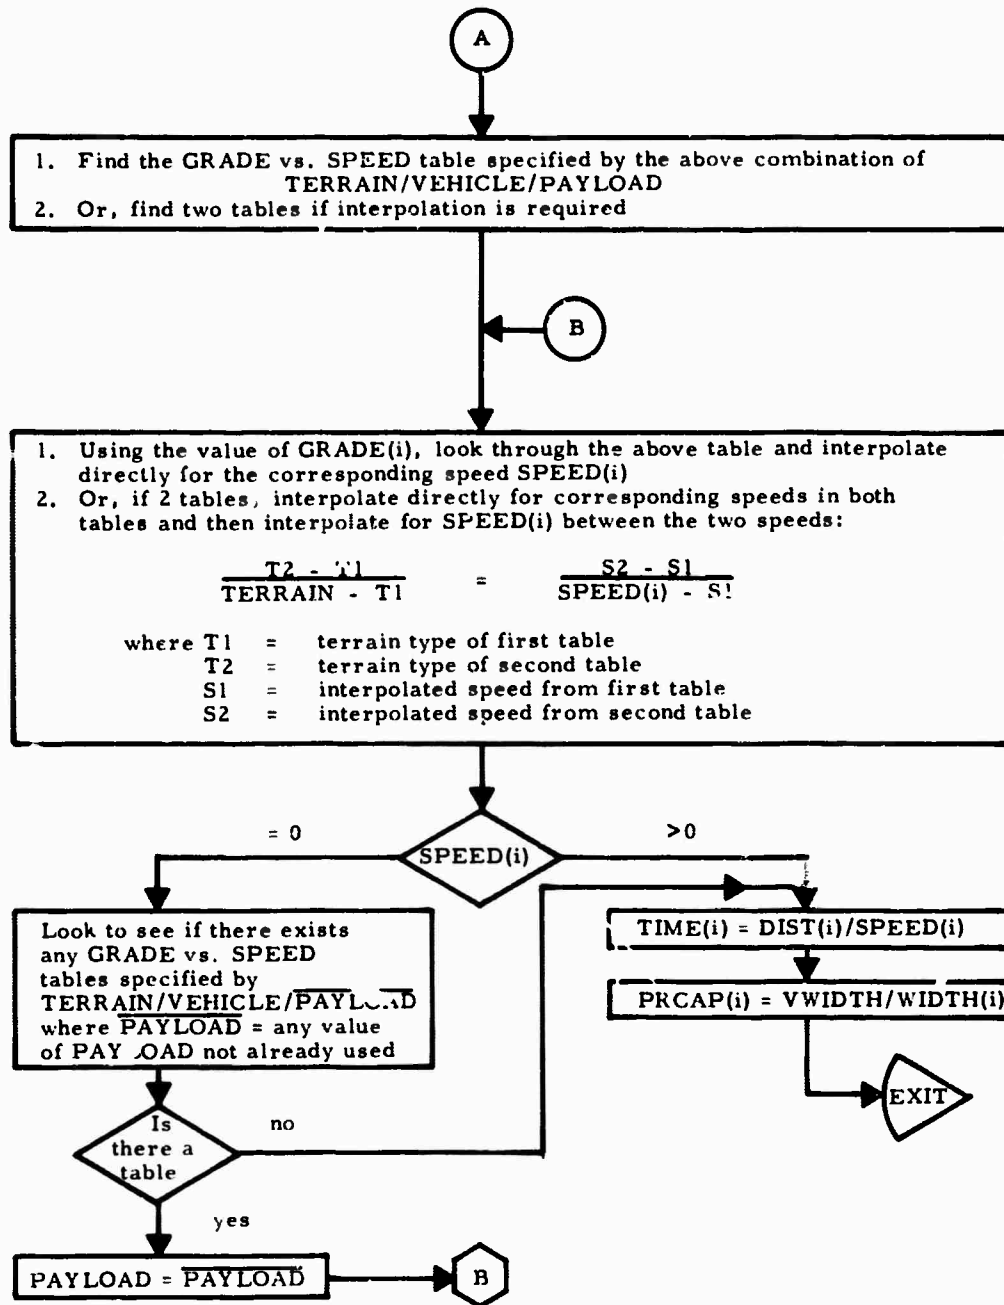 A
1. Find the GRADE vs. SPEED table specified by the above combination of
TERRAIN/VEHICLE/PAYLOAD
2. Or, find two tables if interpolation is required
B
1. Using the value of GRADE(i), look through the above table and interpolate
directly for the corresponding speed SPEED(i)
2. Or, if 2 tables, interpolate directly for corresponding speeds in both
tables and then interpolate for SPEED(i) between the two speeds:
T2 - T1 = S2 - S1
TERRAIN - T1 SPEED(i) - S1
where T1 = terrain type of first table
T2 = terrain type of second table
S1 = interpolated speed from first table
S2 = interpolated speed from second table
= 0
>0
SPEED(i)
Look to see if there exists
any GRADE vs. SPEED
tables specified by
TERRAIN/VEHICLE/PAYLOAD
where PAYLOAD = any value
of PAYLOAD not already used
TIME(i) = DIST(i)/SPEED(i)
PRCAP(i) = VWIDTH/WIDTH(i)
EXIT
Is
there a
table
no
yes
PAYLOAD = PAYLOAD
B